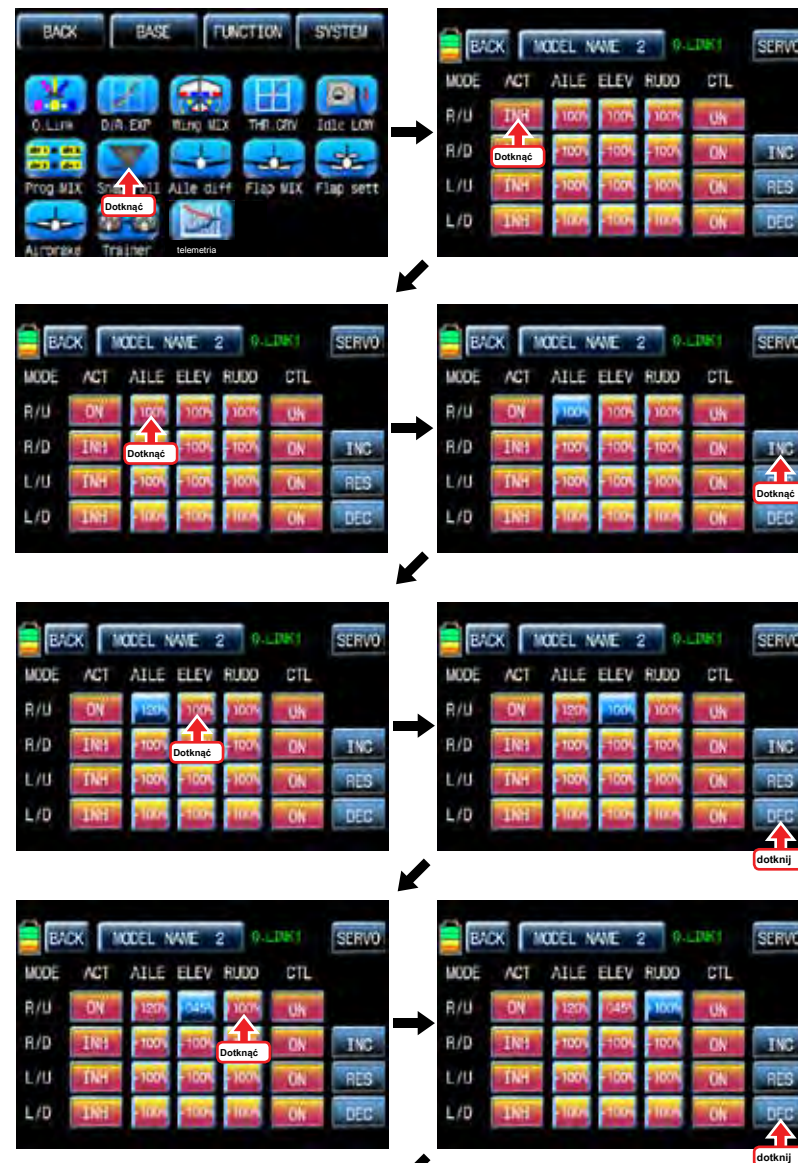 BACK BASE FUNCTION SYSTEM
Q.Link D/R.EXP Wing MIX THR.CRV Idle LOW
Prog.MIX Aile diff Flap MIX Flap sett
Dotknąć
Airbrake Trainer telemetria
BACK MODEL NAME 2 Q.LINK1 SERVO
MODE ACT AILE ELEV RUDD CTL
R/U INH 100% 100% 100% ON
R/D Dotknąć -100% -100% -100% ON INC
L/U INH -100% -100% -100% ON RES
L/D INH -100% -100% -100% ON DEC
BACK MODEL NAME 2 Q.LINK1 SERVO
MODE ACT AILE ELEV RUDD CTL
R/U ON 100% 100% 100% ON
R/D INH Dotknąć -100% -100% ON INC
L/U INH -100% -100% -100% ON RES
L/D INH -100% -100% -100% ON DEC
BACK MODEL NAME 2 Q.LINK1 SERVO
MODE ACT AILE ELEV RUDD CTL
R/U ON 100% 100% 100% ON
R/D INH -100% -100% -100% ON INC
L/U INH -100% -100% -100% ON Dotknąć
L/D INH -100% -100% -100% ON DEC
BACK MODEL NAME 2 Q.LINK1 SERVO
MODE ACT AILE ELEV RUDD CTL
R/U ON 120% 100% 100% ON
R/D INH -100% Dotknąć -100% ON INC
L/U INH -100% -100% -100% ON RES
L/D INH -100% -100% -100% ON DEC
BACK MODEL NAME 2 Q.LINK1 SERVO
MODE ACT AILE ELEV RUDD CTL
R/U ON 120% 100% 100% ON
R/D INH -100% -100% -100% ON INC
L/U INH -100% -100% -100% ON RES
L/D INH -100% -100% -100% ON DEC
dotknij
BACK MODEL NAME 2 Q.LINK1 SERVO
MODE ACT AILE ELEV RUDD CTL
R/U ON 120% 045% 100% ON
R/D INH -100% -100% Dotknąć ON INC
L/U INH -100% -100% -100% ON RES
L/D INH -100% -100% -100% ON DEC
BACK MODEL NAME 2 Q.LINK1 SERVO
MODE ACT AILE ELEV RUDD CTL
R/U ON 120% 045% 100% ON
R/D INH -100% -100% -100% ON INC
L/U INH -100% -100% -100% ON RES
L/D INH -100% -100% -100% ON DEC
dotknij